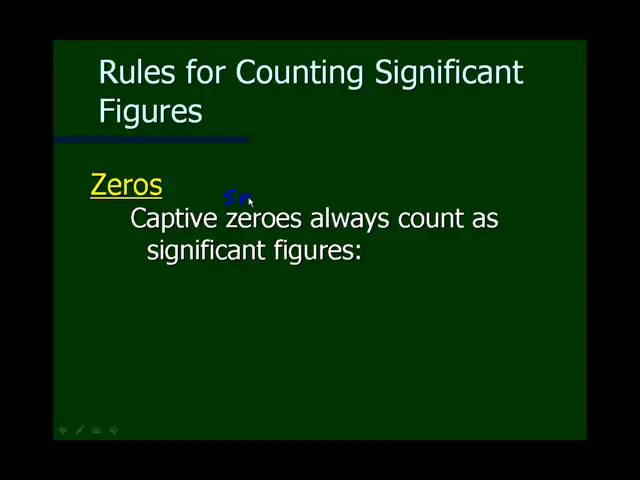 Rules for Counting Significant
Figures
Zeros
Captive zeroes always count as
significant figures: